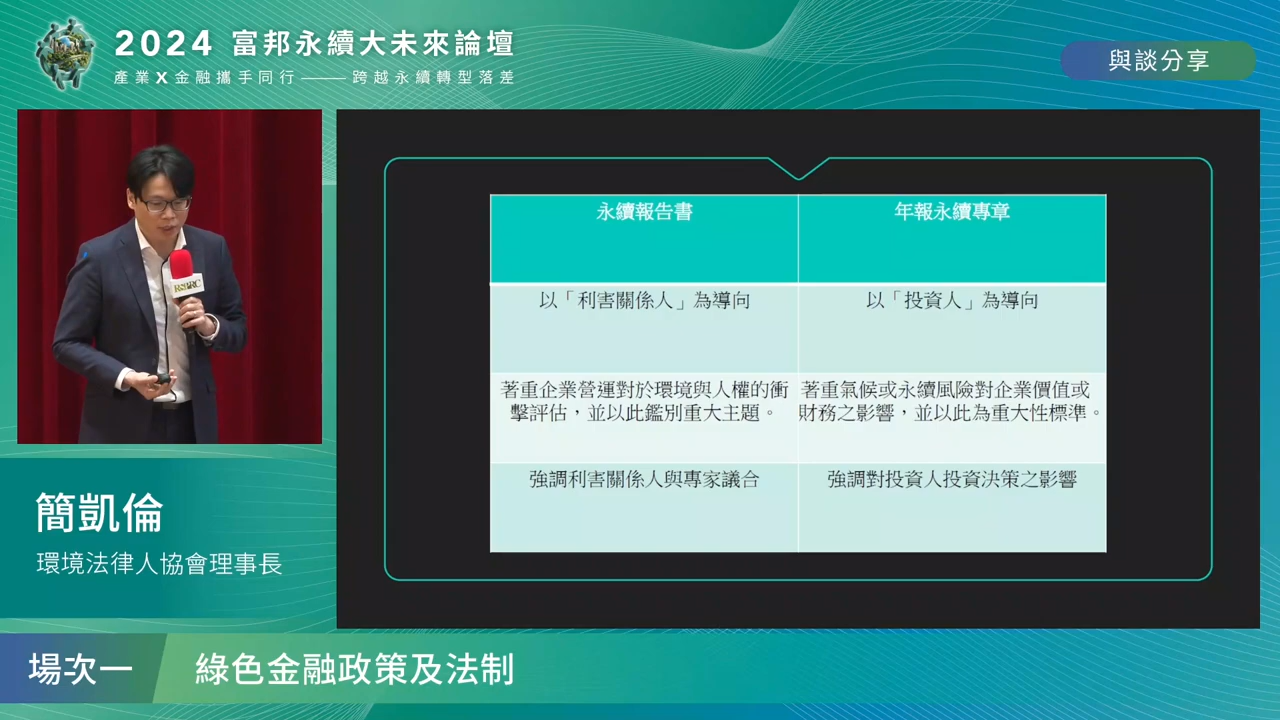 2024 富邦永續大未來論壇
產業X金融攜手同行——跨越永續轉型落差
與談分享
永續報告書
年報永續專章
以「利害關係人」為導向
以「投資人」為導向
著重企業營運對於環境與人權的衝
擊評估，並以此鑑別重大主題。
著重氣候或永續風險對企業價值或
財務之影響，並以此為重大性標準。
強調利害關係人與專家議合
強調對投資人投資決策之影響
簡凱倫
環境法律人協會理事長
場次一
綠色金融政策及法制